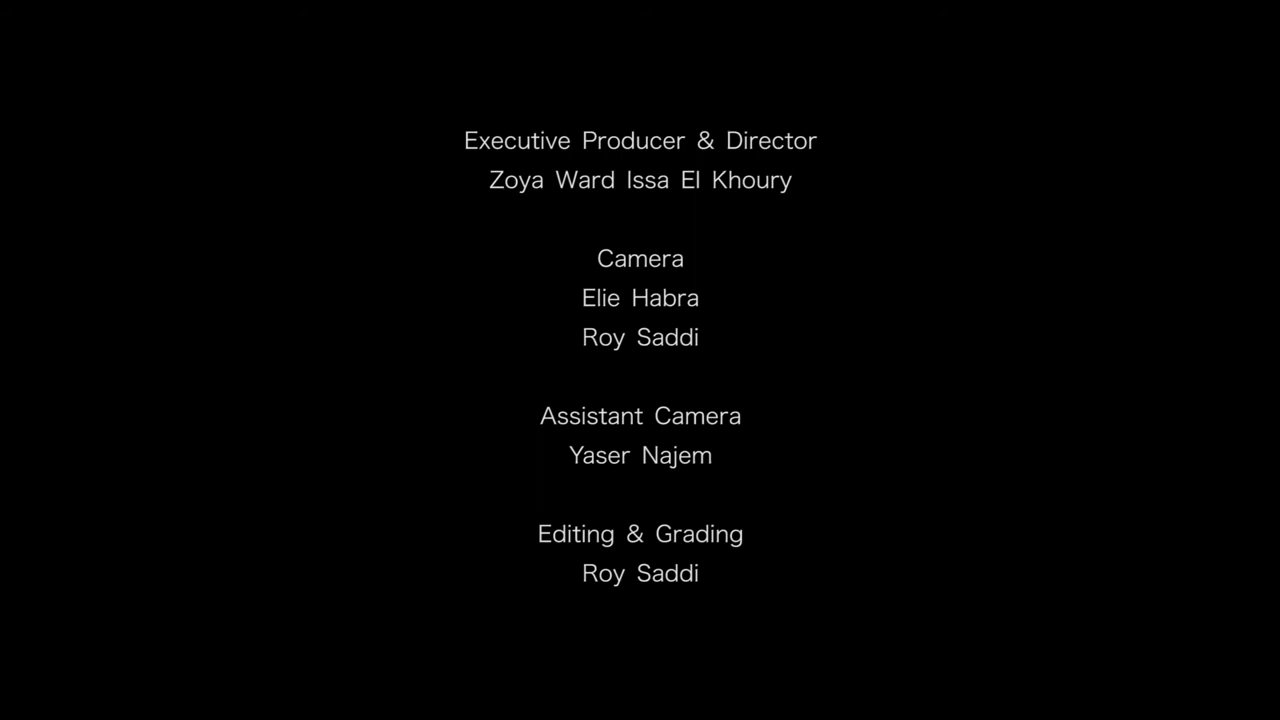 Executive Producer & Director
Zoya Ward Issa El Khoury
Camera
Elie Habra
Roy Saddi
Assistant Camera
Yaser Najem
Editing & Grading
Roy Saddi